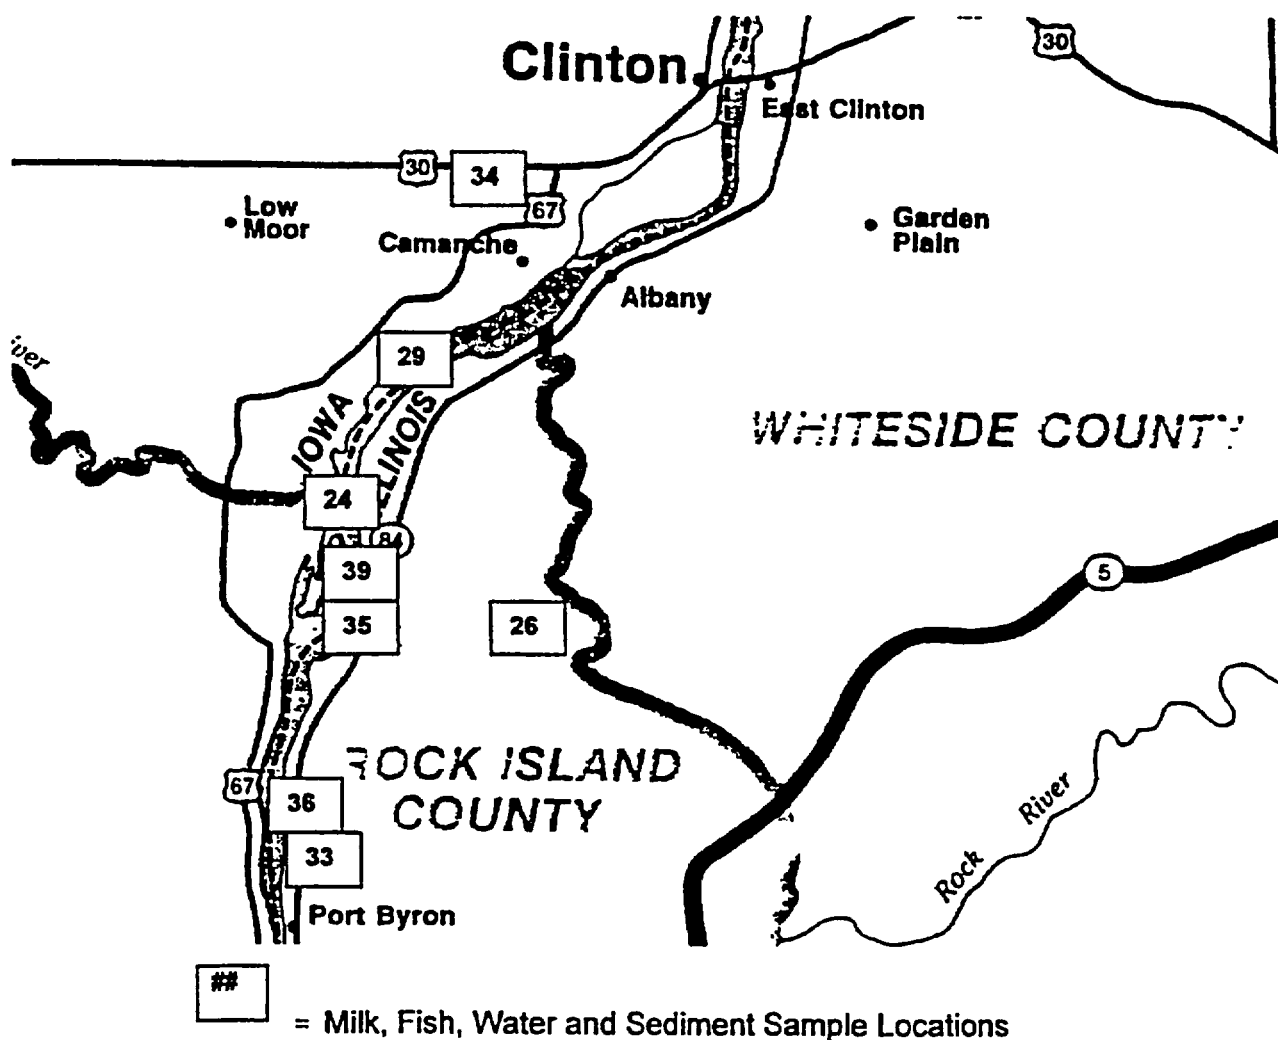 Clinton
30
East Clinton
30
34
67
Low
Moor
Camanche
Garden
Plain
Albany
29
IOWA
ILLINOIS
WHITESIDE COUNTY
24
84
39
5
35
26
ROCK ISLAND
COUNTY
67
36
33
Rock River
Port Byron
##
= Milk, Fish, Water and Sediment Sample Locations